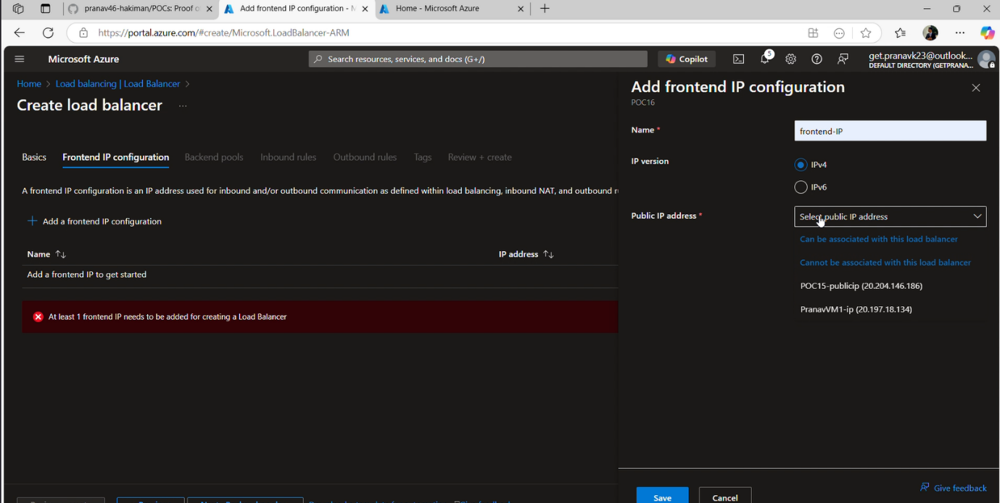 pranav46-hakiman/POCs: Proof o
Add frontend IP configuration - M
Home - Microsoft Azure
https://portal.azure.com/#create/Microsoft.LoadBalancer-ARM
Microsoft Azure
Search resources, services, and docs (G+/)
Copilot
5
get.pranavk23@outlook...
DEFAULT DIRECTORY (GETPRANA...
Home > Load balancing | Load Balancer >
Create load balancer ...
Basics Frontend IP configuration Backend pools Inbound rules Outbound rules Tags Review + create
A frontend IP configuration is an IP address used for inbound and/or outbound communication as defined within load balancing, inbound NAT, and outbound ru
+ Add a frontend IP configuration
Name ↑↓ IP address ↑↓
Add a frontend IP to get started
At least 1 frontend IP needs to be added for creating a Load Balancer
Add frontend IP configuration
POC16
Name * frontend-IP
IP version IPv4
IPv6
Public IP address * Select public IP address
Can be associated with this load balancer
Cannot be associated with this load balancer
POC15-publicip (20.204.146.186)
PranavVM1-ip (20.197.18.134)
Give feedback
Save Cancel